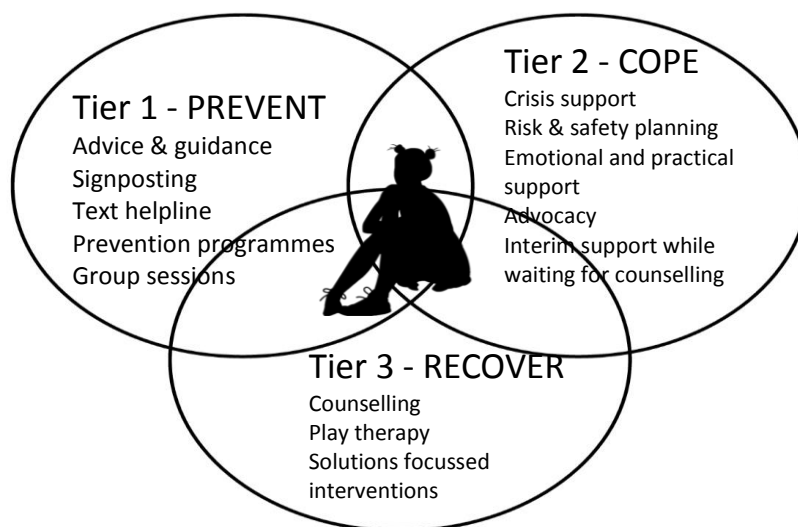 Tier 1 - PREVENT
Advice & guidance
Signposting
Text helpline
Prevention programmes
Group sessions
Tier 2 - COPE
Crisis support
Risk & safety planning
Emotional and practical
support
Advocacy
Interim support while
waiting for counselling
Tier 3 - RECOVER
Counselling
Play therapy
Solutions focussed
interventions